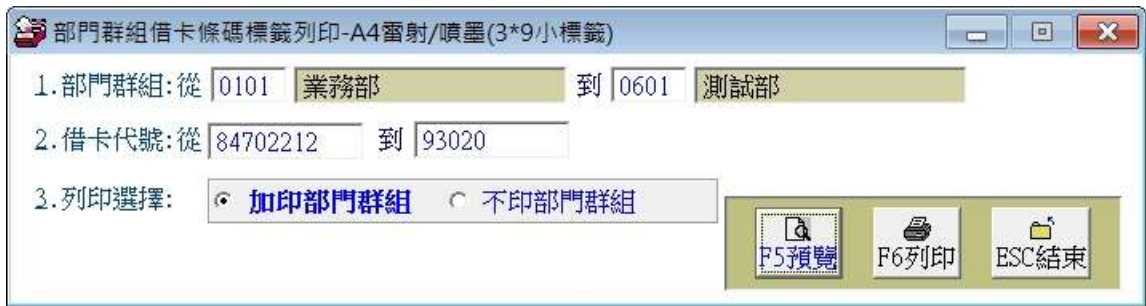 部門群組借卡條碼標籤列印-A4雷射/噴墨(3*9小標籤)
1.部門群組:從 0101 業務部 到 0601 測試部
2.借卡代號:從 84702212 到 93020
3.列印選擇: 加印部門群組 不印部門群組
F5預覽 F6列印 ESC結束